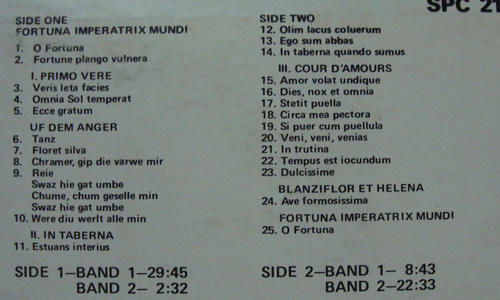 SPC 21
SIDE ONE
FORTUNA IMPERATRIX MUNDI
1. O Fortuna
2. Fortune plango vulnera
I. PRIMO VERE
3. Veris leta facies
4. Omnia Sol temperat
5. Ecce gratum
UF DEM ANGER
6. Tanz
7. Floret silva
8. Chramer, gip die varwe mir
9. Reie
Swaz hie gat umbe
Chume, chum geselle min
Swaz hie gat umbe
10. Were diu werlt alle min
II. IN TABERNA
11. Estuans interius
SIDE 1—BAND 1—29:45
BAND 2— 2:32
SIDE TWO
12. Olim lacus coluerum
13. Ego sum abbas
14. In taberna quando sumus
III. COUR D'AMOURS
15. Amor volat undique
16. Dies, nox et omnia
17. Stetit puella
18. Circa mea pectora
19. Si puer cum puellula
20. Veni, veni, venias
21. In trutina
22. Tempus est iocundum
23. Dulcissime
BLANZIFLOR ET HELENA
24. Ave formosissima
FORTUNA IMPERATRIX MUNDI
25. O Fortuna
SIDE 2—BAND 1— 8:43
BAND 2—22:33